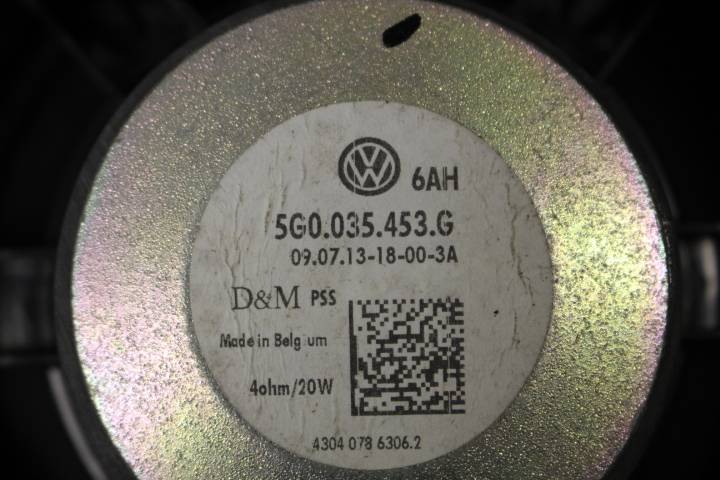 VW 6AH
5G0.035.453.G
09.07.13-18-00-3A
D&M PSS
Made in Belgium
4ohm/20W
4304 078 6306.2